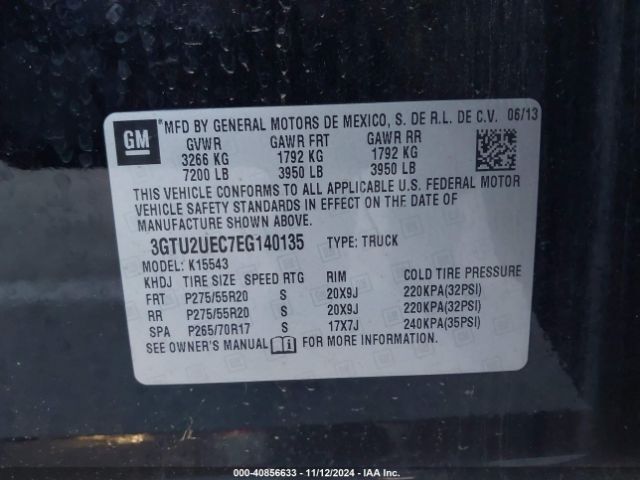 GM
MFD BY GENERAL MOTORS DE MEXICO, S. DE R.L. DE C.V. 06/13
GVWR GAWR FRT GAWR RR
3266 KG 1792 KG 1792 KG
7200 LB 3950 LB 3950 LB
THIS VEHICLE CONFORMS TO ALL APPLICABLE U.S. FEDERAL MOTOR
VEHICLE SAFETY STANDARDS IN EFFECT ON THE DATE OF
MANUFACTURE SHOWN ABOVE.
3GTU2UEC7EG140135 TYPE: TRUCK
MODEL: K15543
KHDJ TIRE SIZE SPEED RTG RIM COLD TIRE PRESSURE
FRT P275/55R20 S 20X9J 220KPA(32PSI)
RR P275/55R20 S 20X9J 220KPA(32PSI)
SPA P265/70R17 S 17X7J 240KPA(35PSI)
SEE OWNER'S MANUAL FOR MORE INFORMATION.
000-40856633 - 11/12/2024 - IAA Inc.